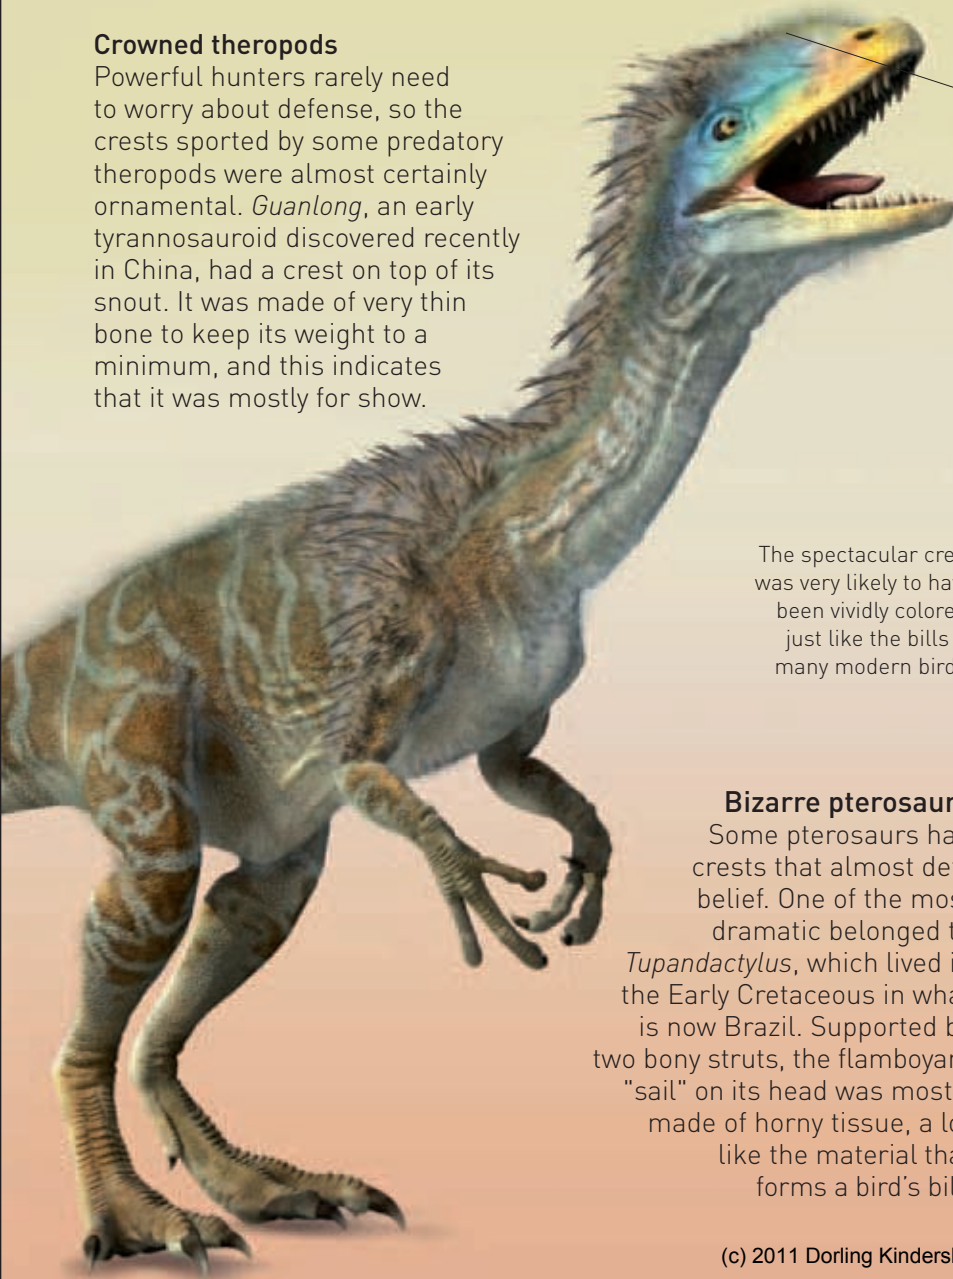 Crowned theropods
Powerful hunters rarely need
to worry about defense, so the
crests sported by some predatory
theropods were almost certainly
ornamental. Guanlong, an early
tyrannosauroid discovered recently
in China, had a crest on top of its
snout. It was made of very thin
bone to keep its weight to a
minimum, and this indicates
that it was mostly for show.
The spectacular cre
was very likely to ha
been vividly colore
just like the bills
many modern bird
Bizarre pterosaur
Some pterosaurs ha
crests that almost de
belief. One of the mos
dramatic belonged t
Tupandactylus, which lived i
the Early Cretaceous in wha
is now Brazil. Supported b
two bony struts, the flamboyan
"sail" on its head was most
made of horny tissue, a lo
like the material tha
forms a bird's bil
(c) 2011 Dorling Kindersl